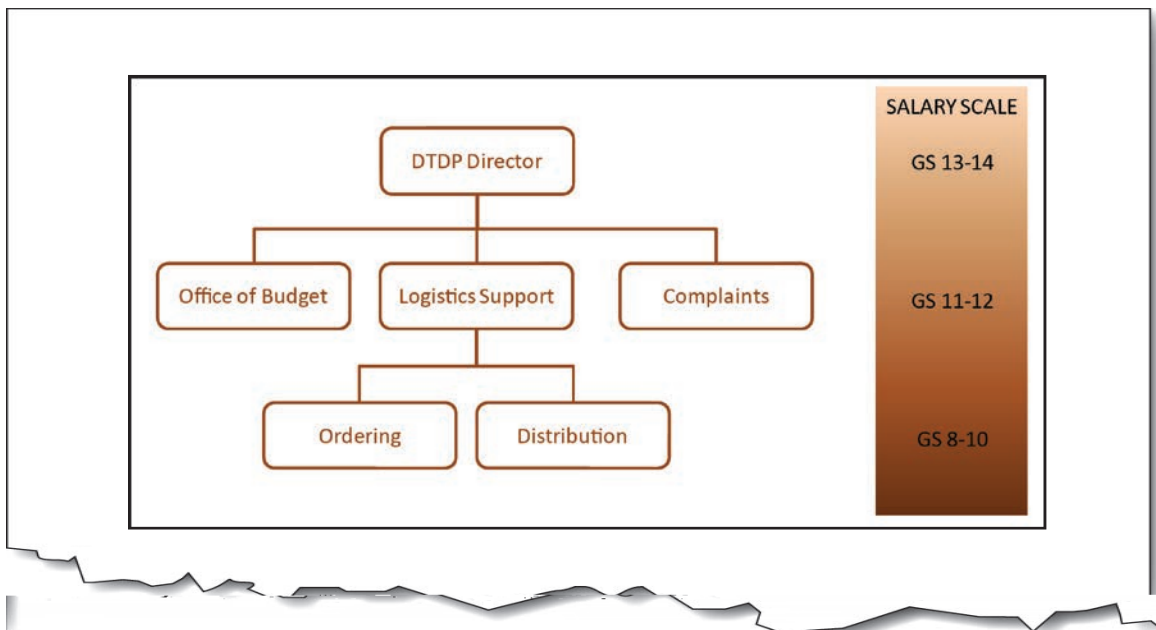 SALARY SCALE
DTDP Director
GS 13-14
Office of Budget
Logistics Support
Complaints
GS 11-12
Ordering
Distribution
GS 8-10